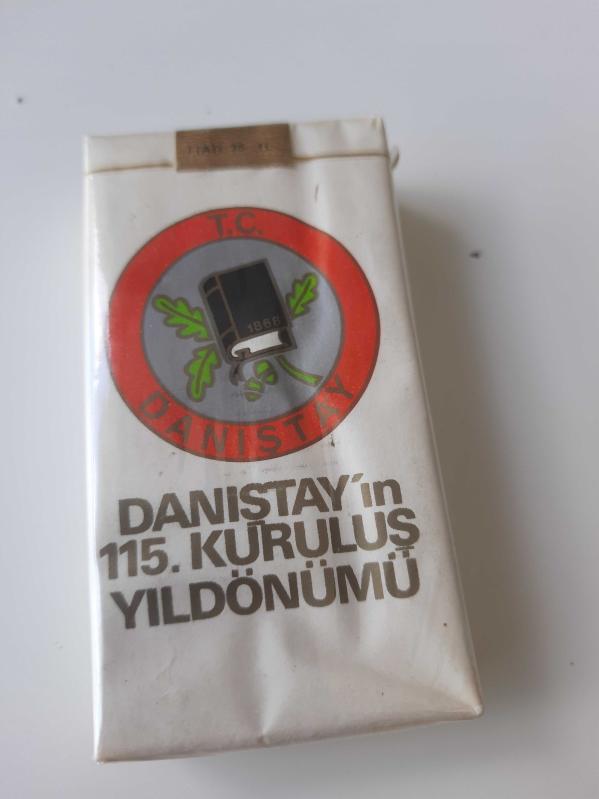 T.C.
1868
DANIŞTAY
DANIŞTAY'ın
115. KURULUŞ
YILDÖNÜMÜ